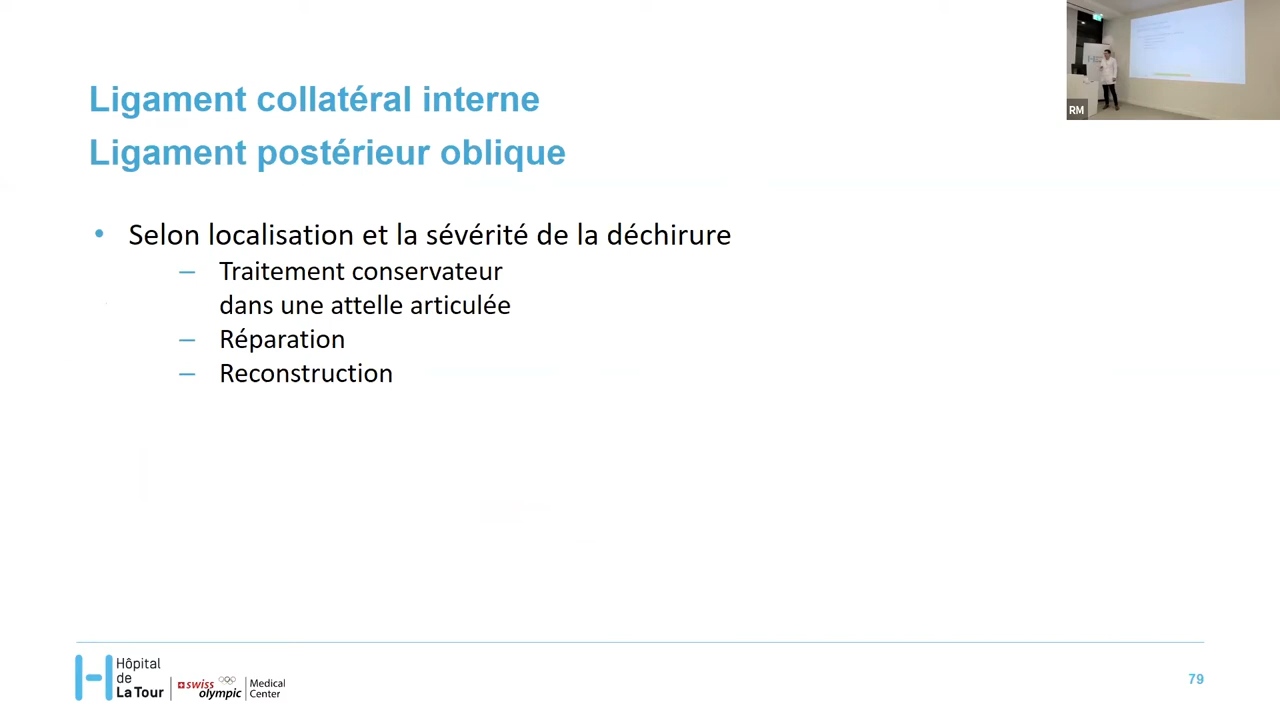 Ligament collatéral interne
Ligament postérieur oblique
• Selon localisation et la sévérité de la déchirure
– Traitement conservateur
dans une attelle articulée
– Réparation
– Reconstruction
RM
Hôpital
de
La Tour
swiss
olympic
Medical
Center
79